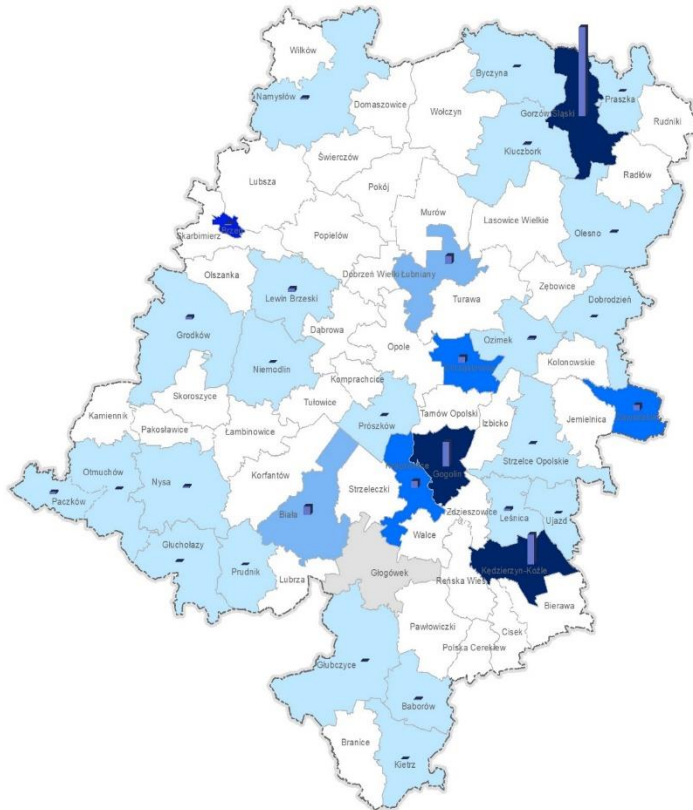 Wilków
Byczyna
Namysłów
Praszka
Domaszowice
Wołczyn
Gorzów Śląski
Rudniki
Kluczbork
Świerczów
Radłów
Lubsza
Pokój
Murów
Lasowice Wielkie
Skarbimierz
Popielów
Olesno
Olszanka
Dobrzeń Wielki
Łubniany
Zębowice
Lewin Brzeski
Turawa
Dobrodzień
Grodków
Dąbrowa
Ozimek
Opole
Niemodlin
Kolonowskie
Komprachcice
Skoroszyce
Tułowice
Kamiennik
Tamów Opolski
Prószków
Izbicko
Jemielnica
Pakosławice
Łambinowice
Otmuchów
Strzelce Opolskie
Korfantów
Gogolin
Nysa
Strzeleczki
Paczków
Biała
Zdzieszowice
Leśnica
Ujazd
Walce
Głuchołazy
Prudnik
Głogówek
Kędzierzyn-Koźle
Lubrza
Reńska Wieś
Bierawa
Pawłowiczki
Cisek
Polska Cerekiew
Głubczyce
Baborów
Branice
Kietrz